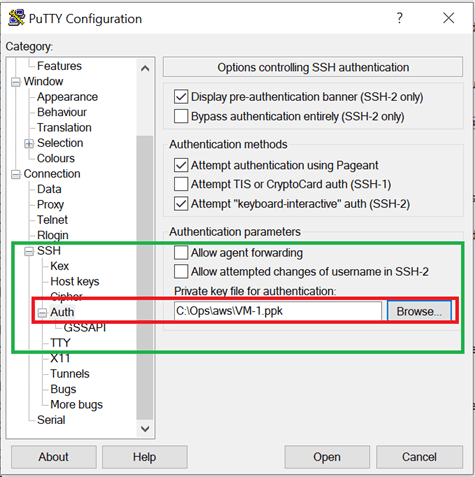 PuTTY Configuration
?
Category:
Features
Window
Appearance
Behaviour
Translation
Selection
Colours
Connection
Data
Proxy
Telnet
Rlogin
SSH
Kex
Host keys
Cipher
Auth
GSSAPI
TTY
X11
Tunnels
Bugs
More bugs
Serial
Options controlling SSH authentication
Display pre-authentication banner (SSH-2 only)
Bypass authentication entirely (SSH-2 only)
Authentication methods
Attempt authentication using Pageant
Attempt TIS or CryptoCard auth (SSH-1)
Attempt "keyboard-interactive" auth (SSH-2)
Authentication parameters
Allow agent forwarding
Allow attempted changes of username in SSH-2
Private key file for authentication:
C:\Ops\aws\VM-1.ppk
Browse...
About
Help
Open
Cancel